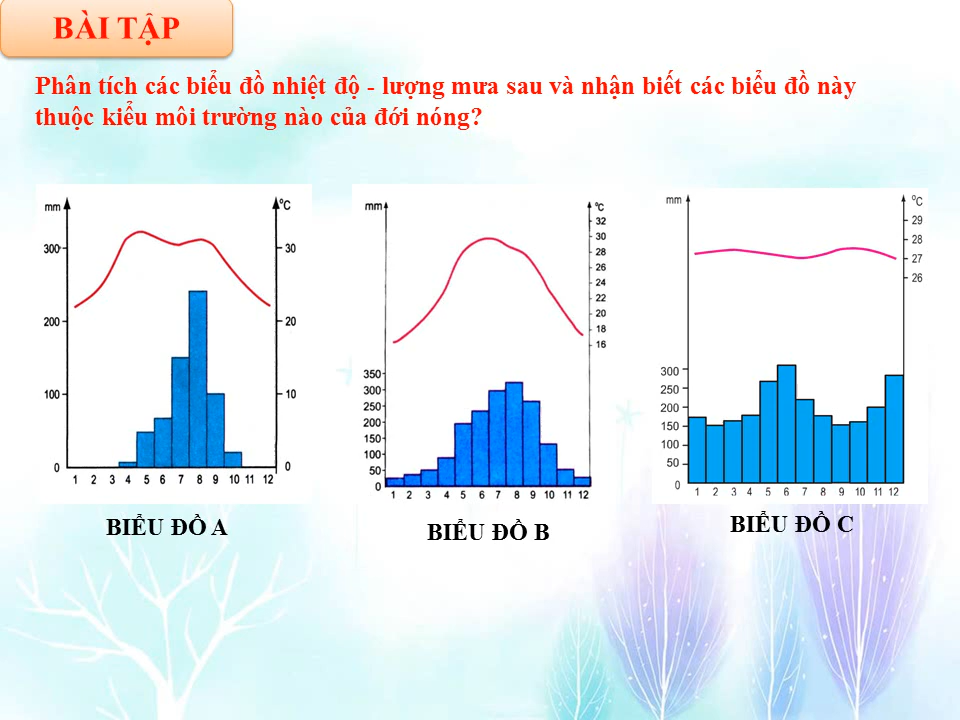 BÀI TẬP
Phân tích các biểu đồ nhiệt độ - lượng mưa sau và nhận biết các biểu đồ này
thuộc kiểu môi trường nào của đới nóng?
mm °C
300 30
200 20
100 10
0 0
1 2 3 4 5 6 7 8 9 10 11 12
BIỂU ĐỒ A
mm °C
32
30
28
26
24
22
20
18
16
350
300
250
200
150
100
50
0
1 2 3 4 5 6 7 8 9 10 11 12
BIỂU ĐỒ B
mm °C
29
28
27
26
300
250
200
150
100
50
0
1 2 3 4 5 6 7 8 9 10 11 12
BIỂU ĐỒ C